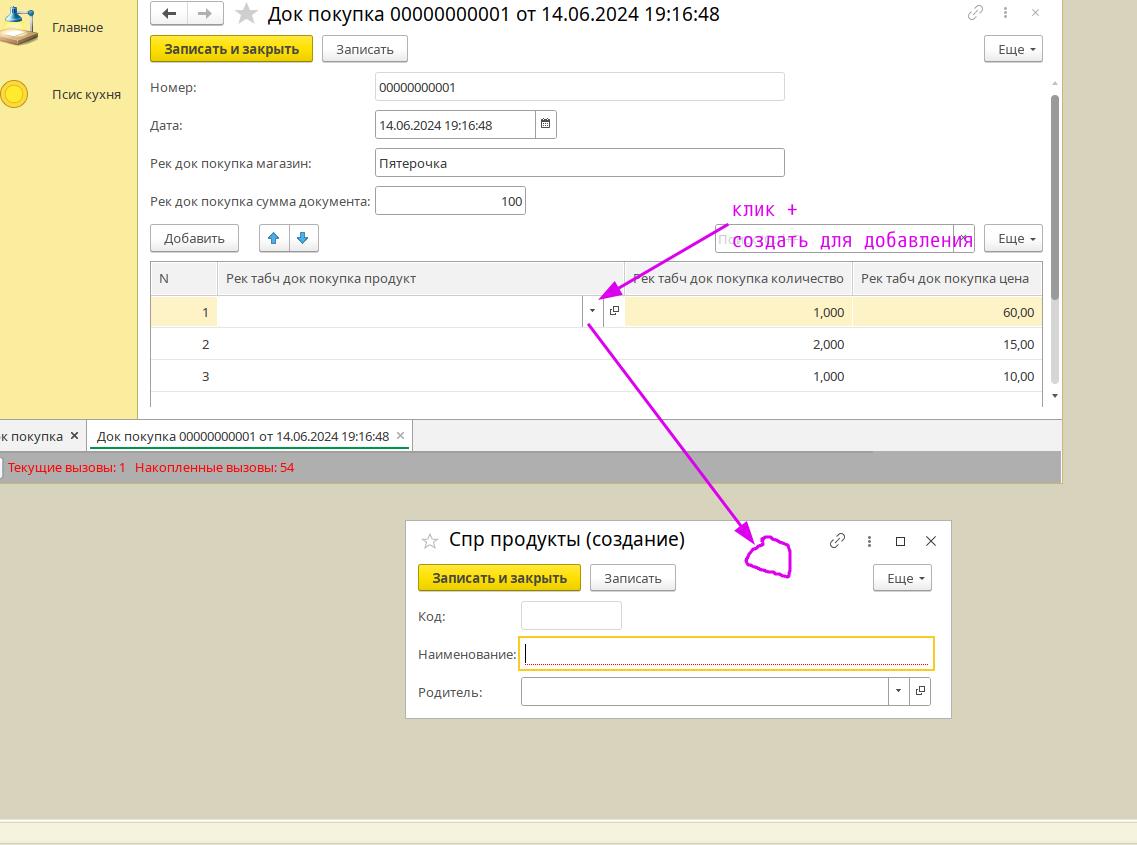 Главное
Псис кухня
Док покупка 00000000001 от 14.06.2024 19:16:48
Записать и закрыть
Записать
Еще
Номер:
00000000001
Дата:
14.06.2024 19:16:48
Рек док покупка магазин:
Пятерочка
Рек док покупка сумма документа:
100
клик +
создать для добавления
Добавить
Еще
N
Рек табч док покупка продукт
Рек табч док покупка количество
Рек табч док покупка цена
1
1,000
60,00
2
2,000
15,00
3
1,000
10,00
к покупка
Док покупка 00000000001 от 14.06.2024 19:16:48
Текущие вызовы: 1 Накопленные вызовы: 54
Спр продукты (создание)
Записать и закрыть
Записать
Еще
Код:
Наименование:
Родитель: